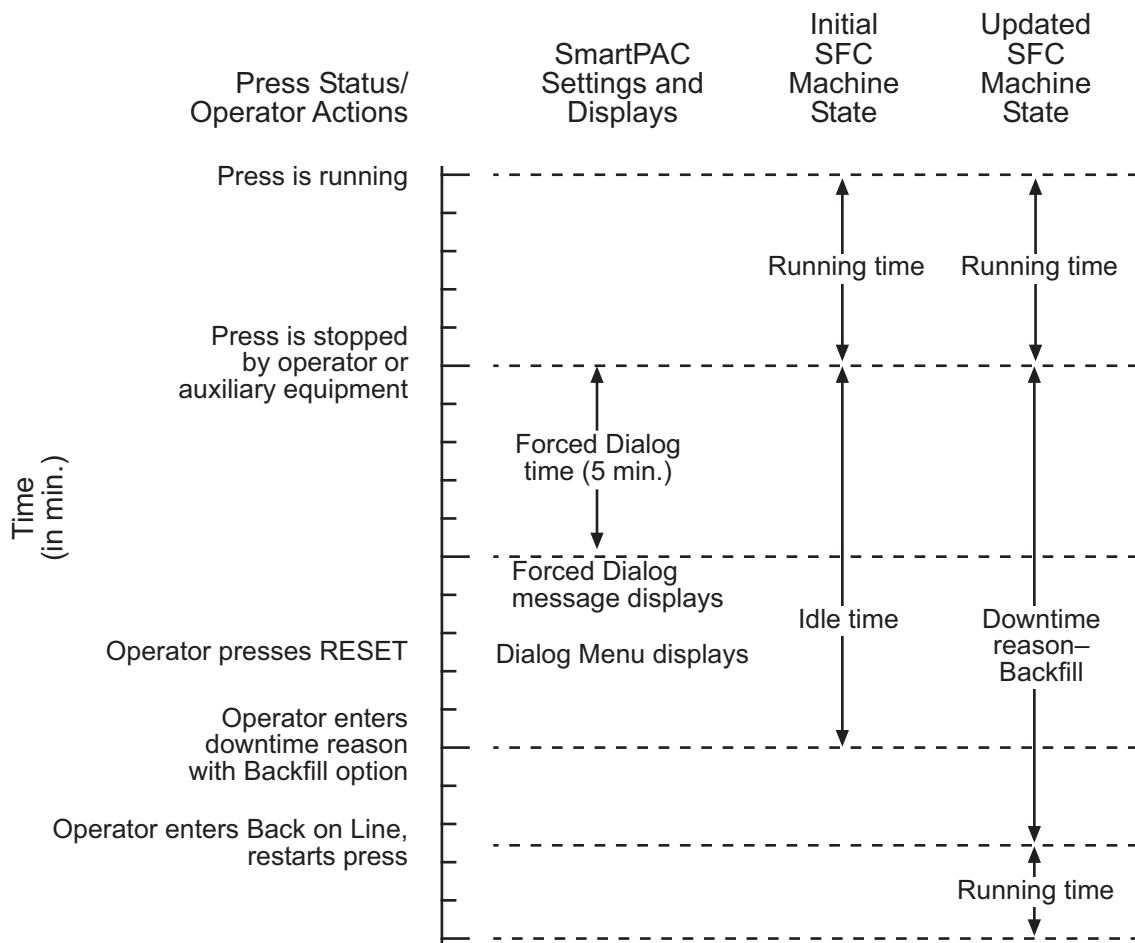 Press Status/
Operator Actions
SmartPAC
Settings and
Displays
Initial
SFC
Machine
State
Updated
SFC
Machine
State
Press is running
Running time
Running time
Press is stopped
by operator or
auxiliary equipment
Time
(in min.)
Forced Dialog
time (5 min.)
Forced Dialog
message displays
Idle time
Downtime
reason–
Backfill
Operator presses RESET
Dialog Menu displays
Operator enters
downtime reason
with Backfill option
Operator enters Back on Line,
restarts press
Running time